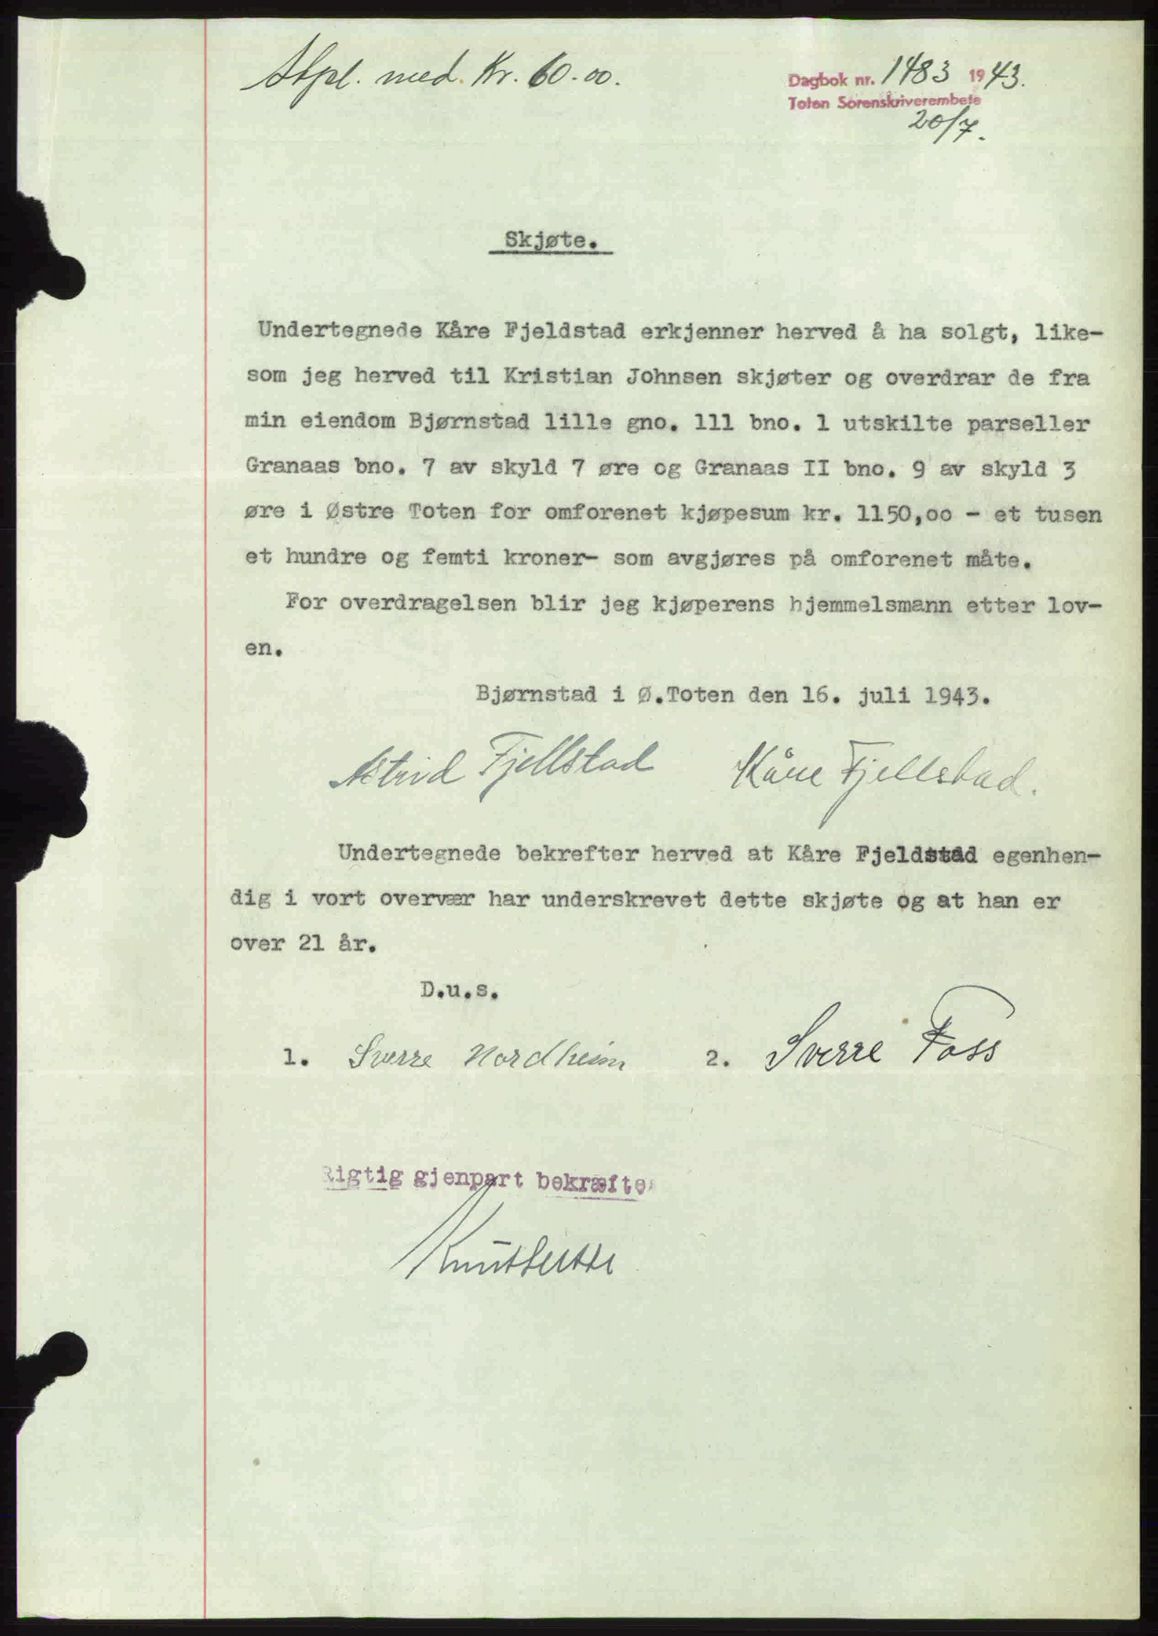 Stpl. med. Kr. 60.00.
Dagbok nr. 1483 1943.
Toten Sorenskriverembete
20/7.
Skjøte.
Undertegnede Kåre Fjeldstad erkjenner herved å ha solgt, like-
som jeg herved til Kristian Johnsen skjøter og overdrar de fra
min eiendom Bjørnstad lille gno. 111 bno. 1 utskilte parseller
Granaas bno. 7 av skyld 7 øre og Granaas II bno. 9 av skyld 3
øre i Østre Toten for omforenet kjøpesum kr. 1150,oo - et tusen
et hundre og femti kroner- som avgjøres på omforenet måte.
For overdragelsen blir jeg kjøperens hjemmelsmann etter lov-
en.
Bjørnstad i Ø.Toten den 16. juli 1943.
Astrid Fjellstad Kåre Fjellstad.
Undertegnede bekrefter herved at Kåre Fjeldstad egenhen-
dig i vort overvær har underskrevet dette skjøte og at han er
over 21 år.
D.u.s.
1. Sverre Nordheim 2. Sverre Foss
Rigtig gjenpart bekræftes